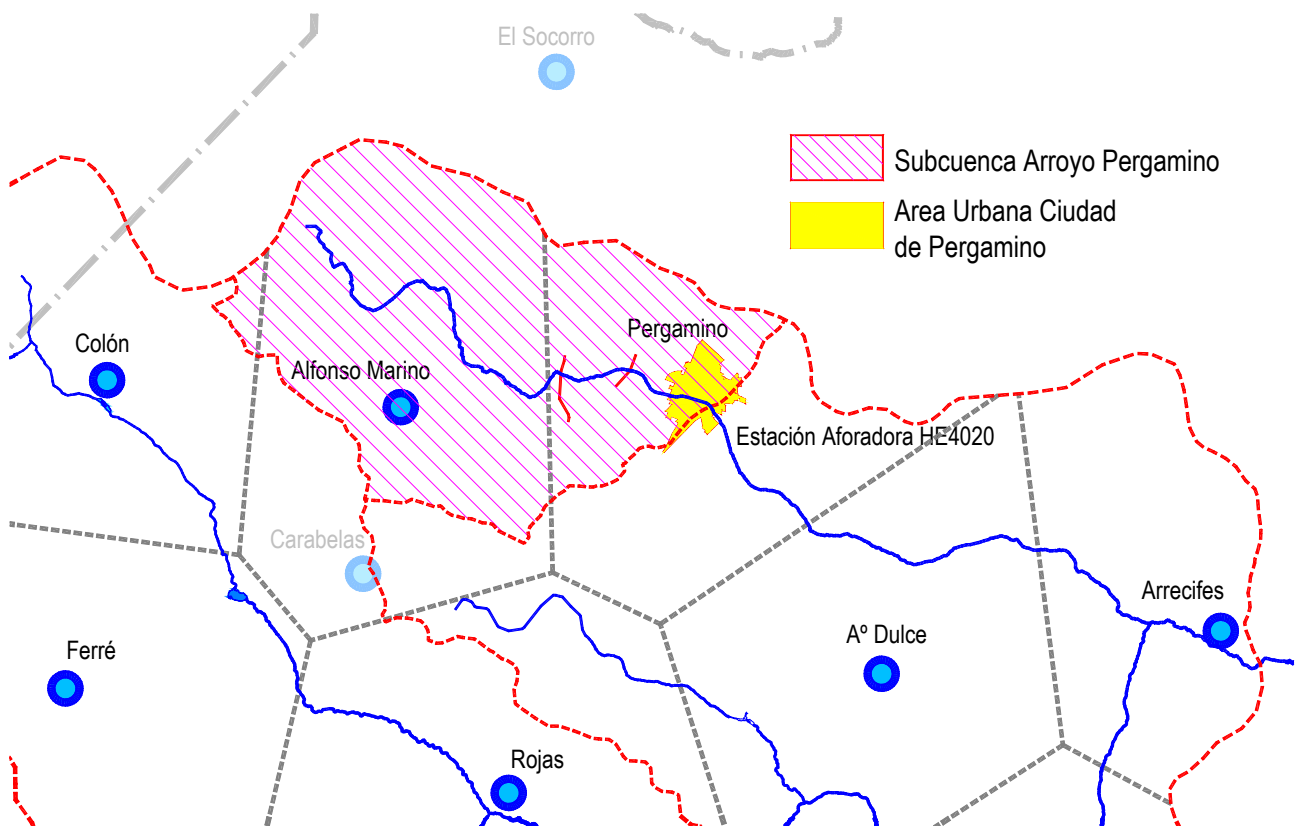 El Socorro
Subcuenca Arroyo Pergamino
Area Urbana Ciudad
de Pergamino
Pergamino
Colón
Alfonso Marino
Estación Aforadora HE4020
Carabelas
Arrecifes
Aº Dulce
Ferré
Rojas